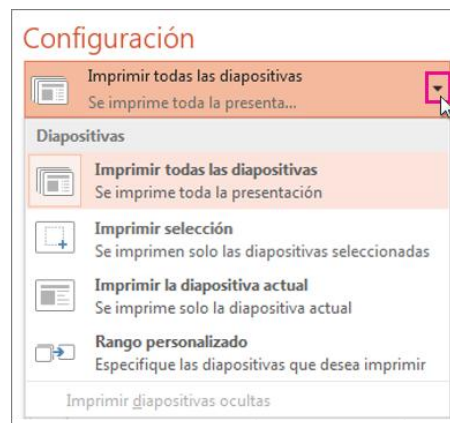 Configuración
Imprimir todas las diapositivas
Se imprime toda la presenta...
Diapositivas
Imprimir todas las diapositivas
Se imprime toda la presentación
Imprimir selección
Se imprimen solo las diapositivas seleccionadas
Imprimir la diapositiva actual
Se imprime solo la diapositiva actual
Rango personalizado
Especifique las diapositivas que desea imprimir
Imprimir diapositivas ocultas